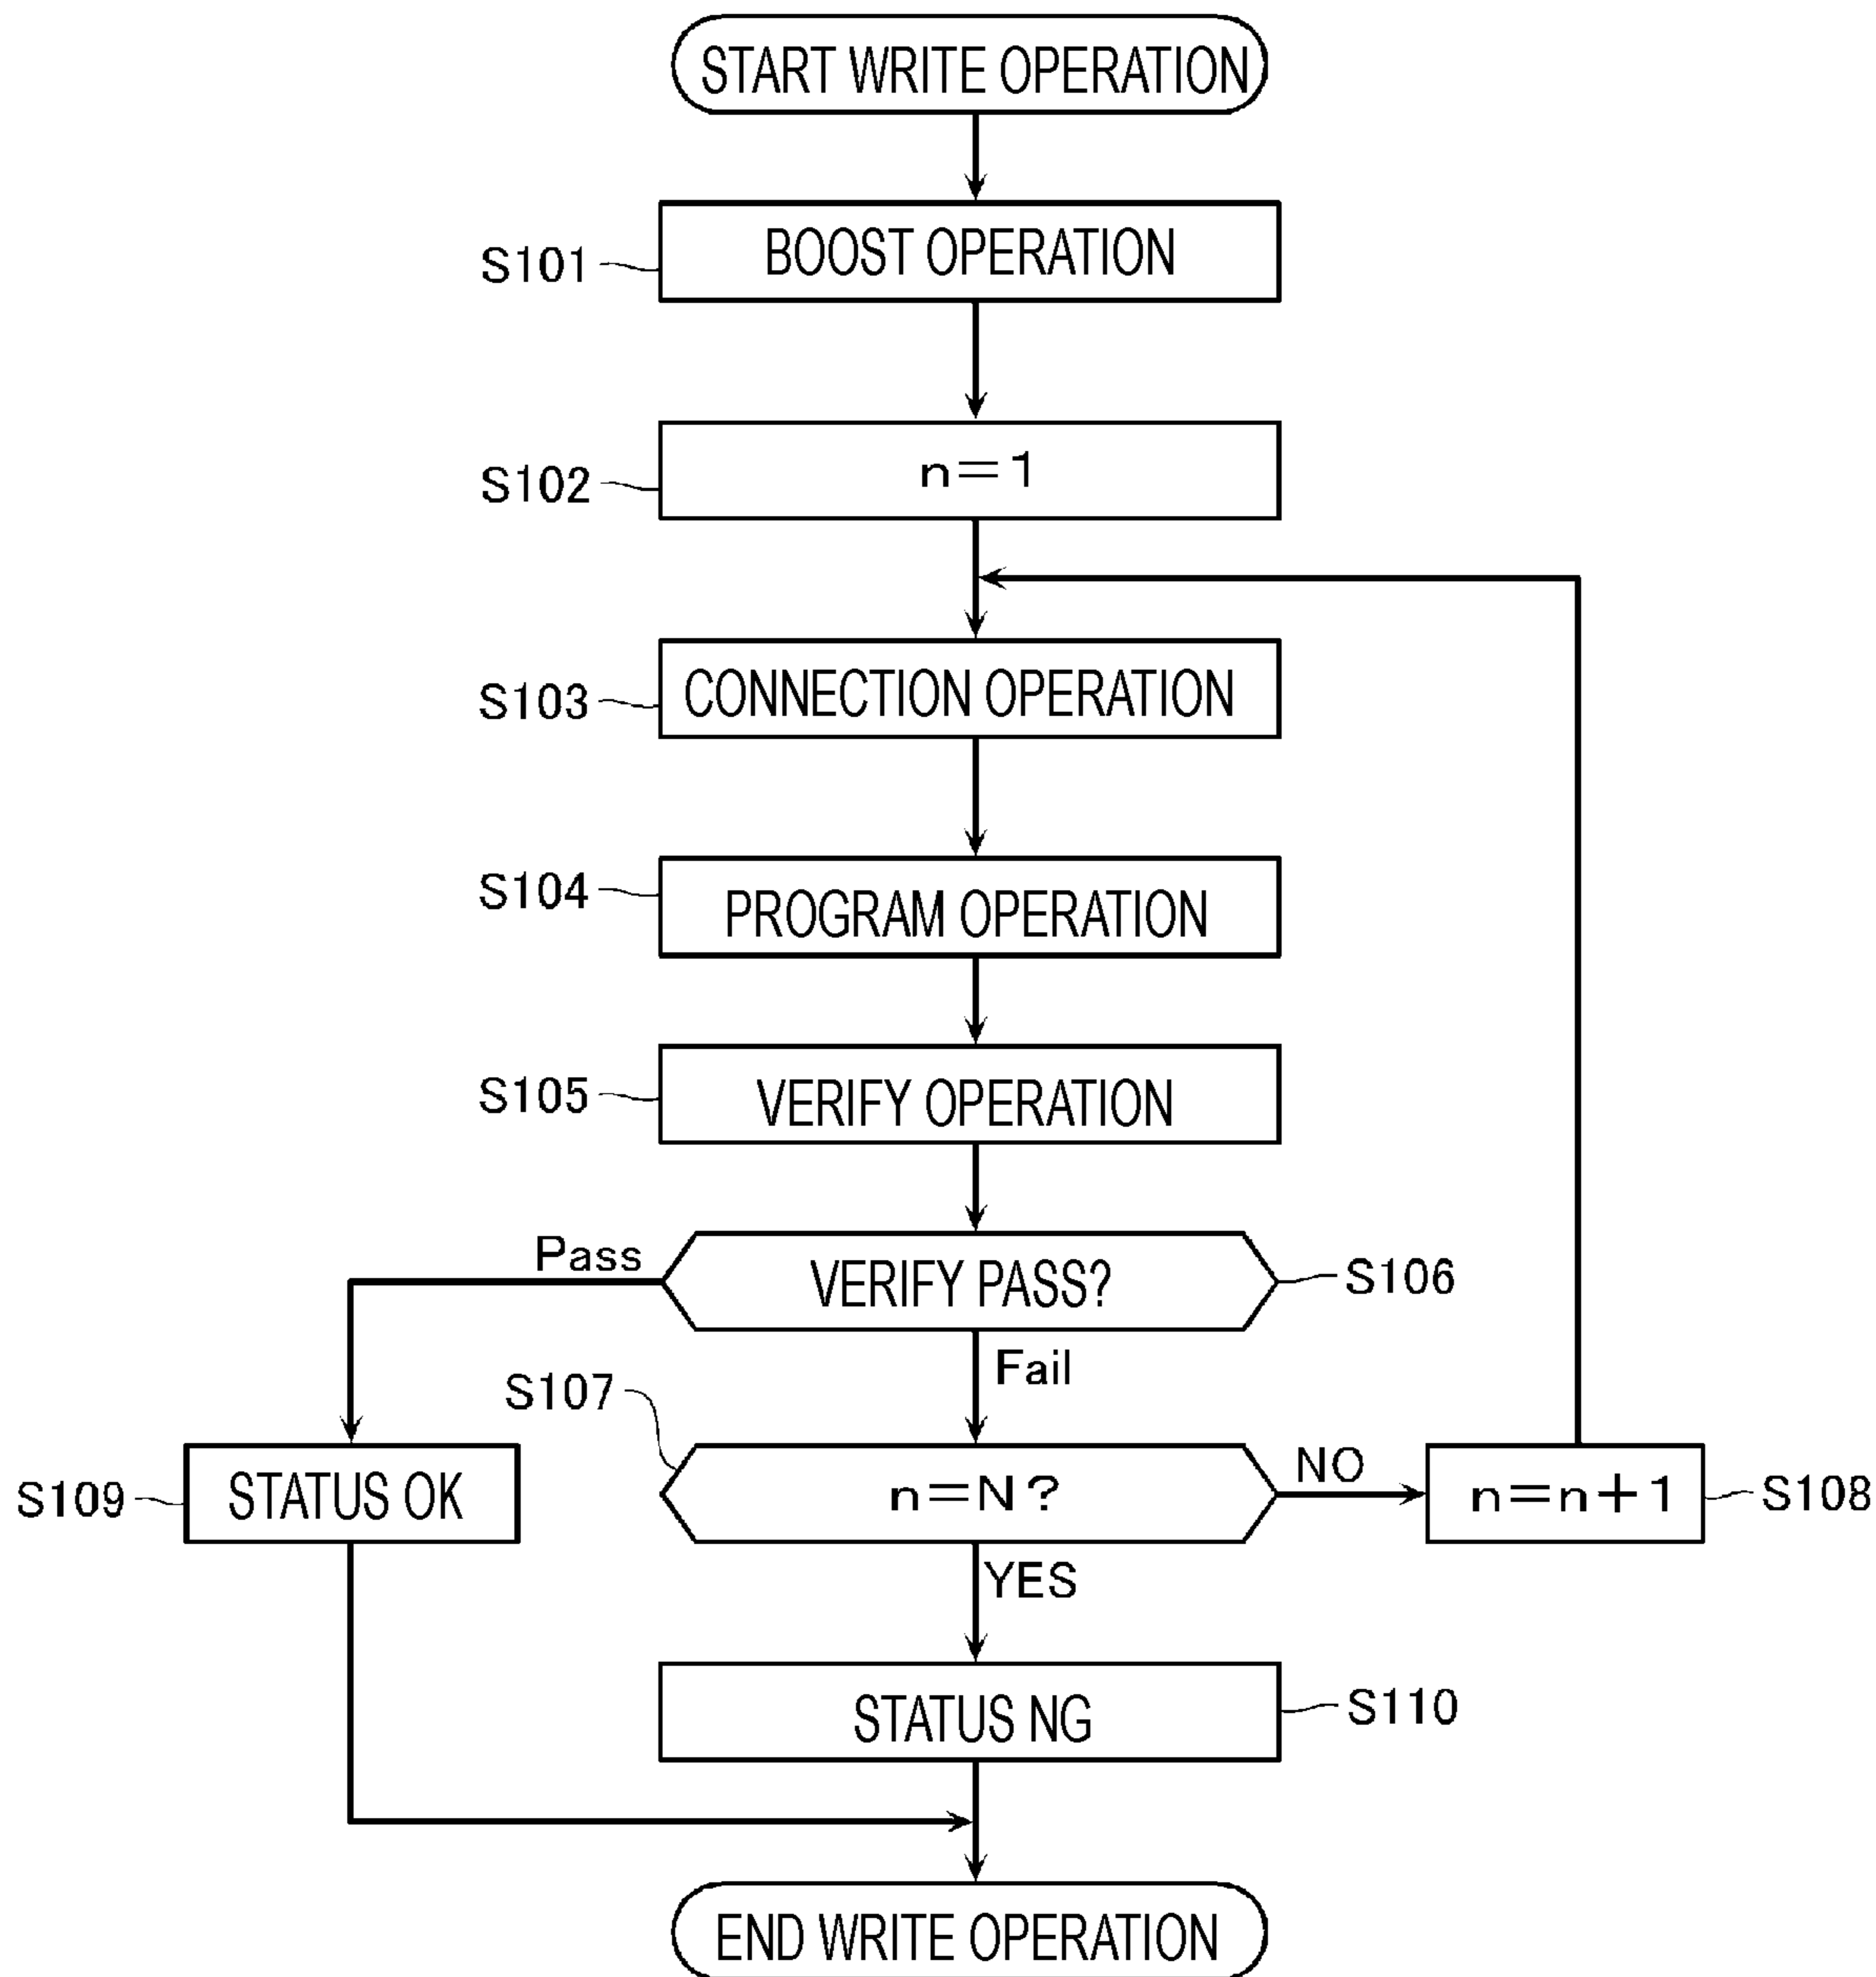 START WRITE OPERATION
S101
BOOST OPERATION
S102
n=1
S103
CONNECTION OPERATION
S104
PROGRAM OPERATION
S105
VERIFY OPERATION
Pass
VERIFY PASS?
S106
Fail
S107
n=N?
NO
n=n+1
S108
S109
STATUS OK
YES
STATUS NG
S110
END WRITE OPERATION